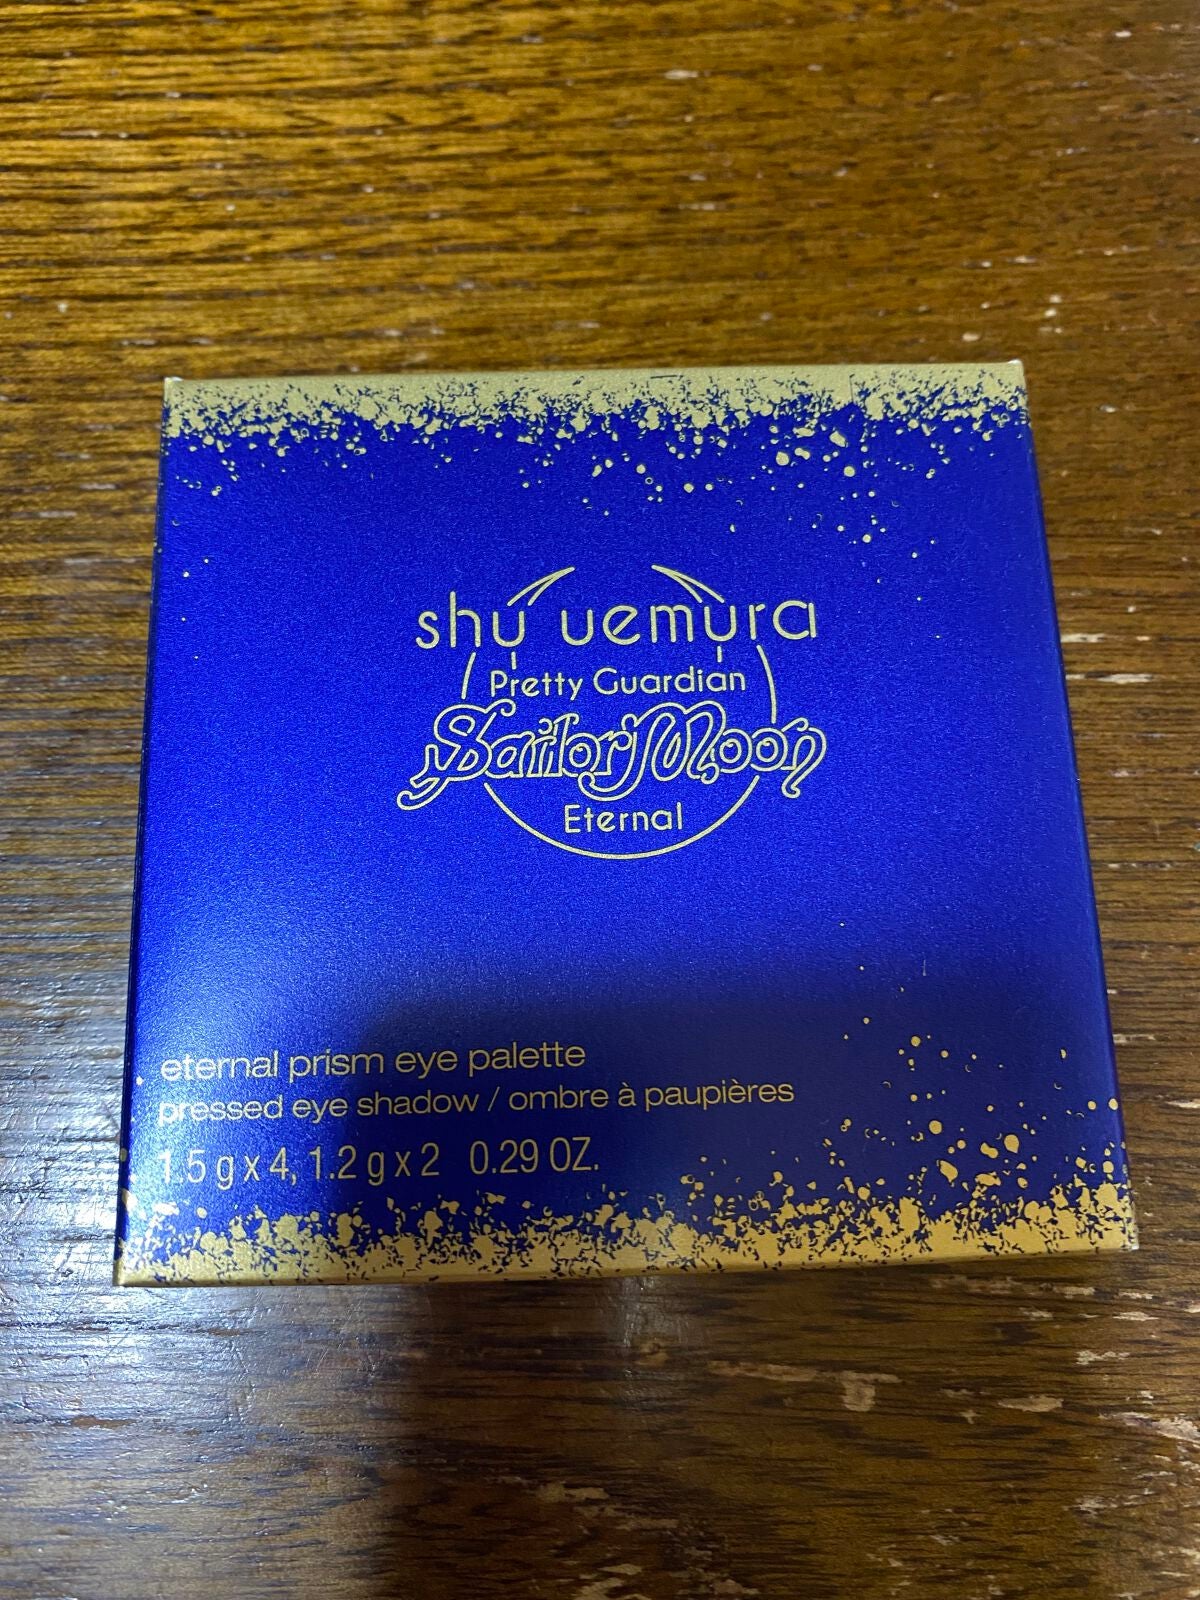 shu uemura
Pretty Guardian
Sailor Moon
Eternal
eternal prism eye palette
pressed eye shadow / ombre à paupières
1.5 g x 4, 1.2 g x 2 0.29 OZ.